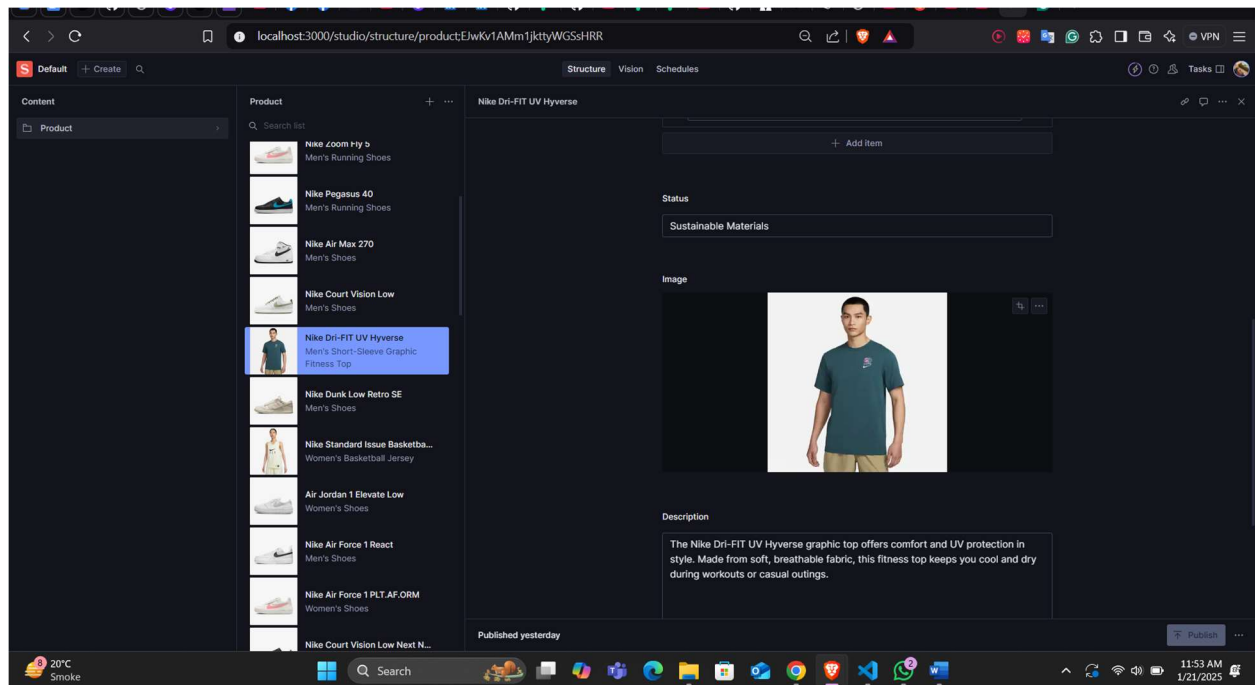 localhost:3000/studio/structure/product;EJwKv1AMm1jkttyWGSsHRR
VPN
S Default + Create
Structure Vision Schedules
Tasks
Content
Product
Product
Search list
Nike Zoom Fly 5
Men's Running Shoes
Nike Pegasus 40
Men's Running Shoes
Nike Air Max 270
Men's Shoes
Nike Court Vision Low
Men's Shoes
Nike Dri-FIT UV Hyverse
Men's Short-Sleeve Graphic
Fitness Top
Nike Dunk Low Retro SE
Men's Shoes
Nike Standard Issue Basketba...
Women's Basketball Jersey
Air Jordan 1 Elevate Low
Women's Shoes
Nike Air Force 1 React
Men's Shoes
Nike Air Force 1 PLT.AF.ORM
Women's Shoes
Nike Court Vision Low Next N...
Nike Dri-FIT UV Hyverse
+ Add item
Status
Sustainable Materials
Image
Description
The Nike Dri-FIT UV Hyverse graphic top offers comfort and UV protection in
style. Made from soft, breathable fabric, this fitness top keeps you cool and dry
during workouts or casual outings.
Published yesterday
Publish
8
20°C
Smoke
Search
2
11:53 AM
1/21/2025